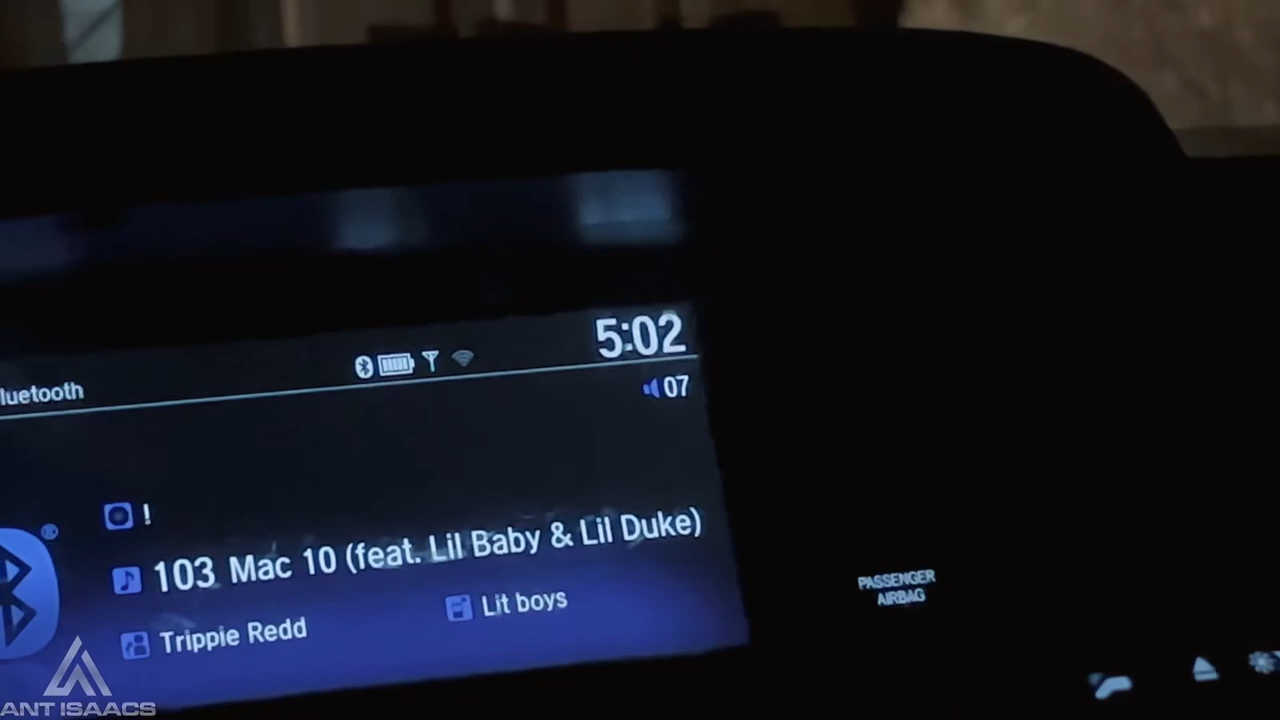 5:02
luetooth
07
!
103 Mac 10 (feat. Lil Baby & Lil Duke)
Trippie Redd
Lit boys
PASSENGER
AIRBAG
ANT ISAACS